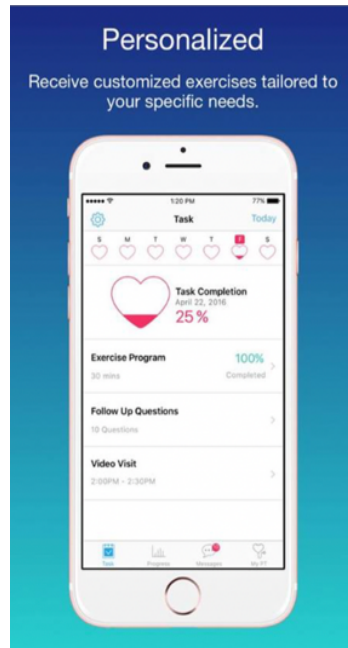 Personalized
Receive customized exercises tailored to
your specific needs.
1:20 PM
77%
Task
Today
S M T W T F S
Task Completion
April 22, 2016
25%
Exercise Program
100%
30 mins
Completed
Follow Up Questions
10 Questions
Video Visit
2:00PM - 2:30PM
Task Progress Messages My PT